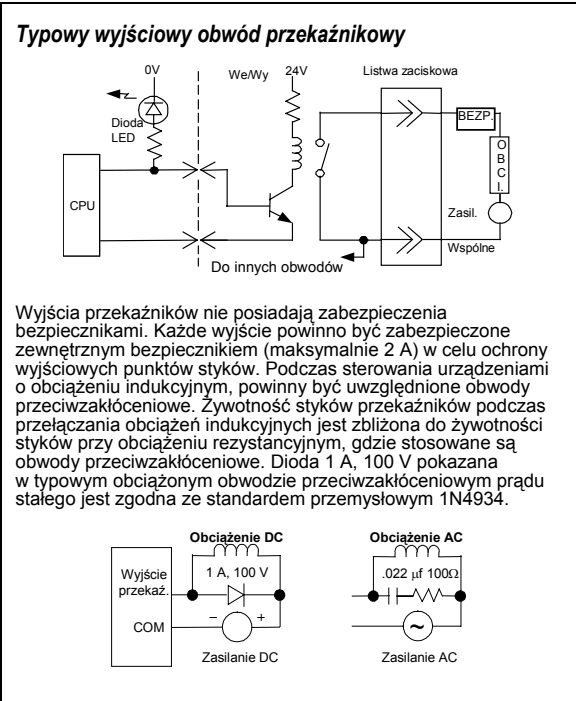 Typowy wyjściowy obwód przekaźnikowy
0V
We/Wy
24V
Listwa zaciskowa
Dioda
LED
BEZP.
O
B
C
I.
CPU
Zasil.
Wspólne
Do innych obwodów
Wyjścia przekaźników nie posiadają zabezpieczenia
bezpiecznikami. Każde wyjście powinno być zabezpieczone
zewnętrznym bezpiecznikiem (maksymalnie 2 A) w celu ochrony
wyjściowych punktów styków. Podczas sterowania urządzeniami
o obciążeniu indukcyjnym, powinny być uwzględnione obwody
przeciwzakłóceniowe. Żywotność styków przekaźników podczas
przełączania obciążeń indukcyjnych jest zbliżona do żywotności
styków przy obciążeniu rezystancyjnym, gdzie stosowane są
obwody przeciwzakłóceniowe. Dioda 1 A, 100 V pokazana
w typowym obciążonym obwodzie przeciwzakłóceniowym prądu
stałego jest zgodna ze standardem przemysłowym 1N4934.
Obciążenie DC
Obciążenie AC
Wyjście
przekaź.
1 A, 100 V
.022 µf 100Ω
COM
– +
~
Zasilanie DC
Zasilanie AC